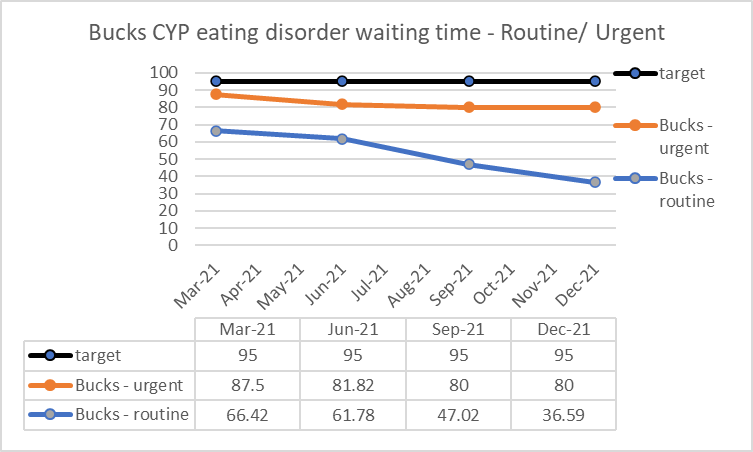 Bucks CYP eating disorder waiting time - Routine/ Urgent
100
90
80
70
60
50
40
30
20
10
0
Mar-21
Apr-21
May-21
Jun-21
Jul-21
Aug-21
Sep-21
Oct-21
Nov-21
Dec-21
target
Bucks -
urgent
Bucks -
routine
Mar-21 Jun-21 Sep-21 Dec-21
target 95 95 95 95
Bucks - urgent 87.5 81.82 80 80
Bucks - routine 66.42 61.78 47.02 36.59